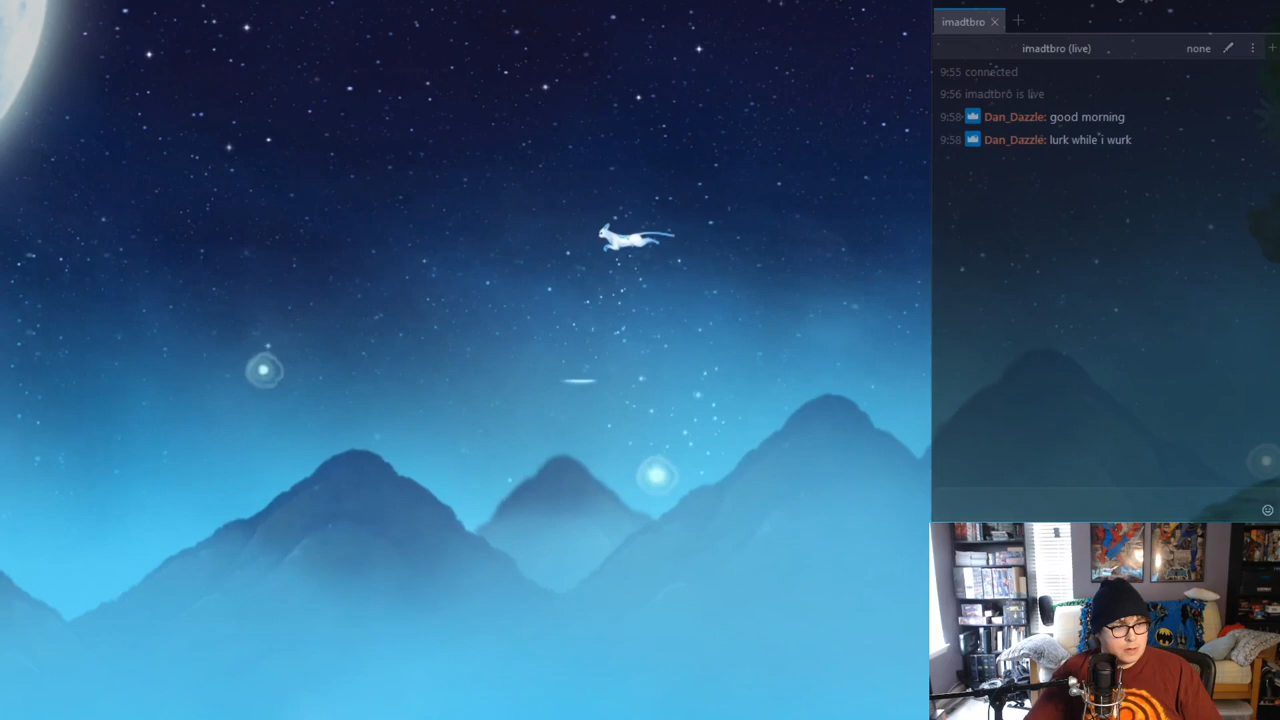 imadtbro
imadtbro (live) none
9:55 connected
9:56 imadtbro is live
9:58 Dan_Dazzle: good morning
9:58 Dan_Dazzle: lurk while i wurk